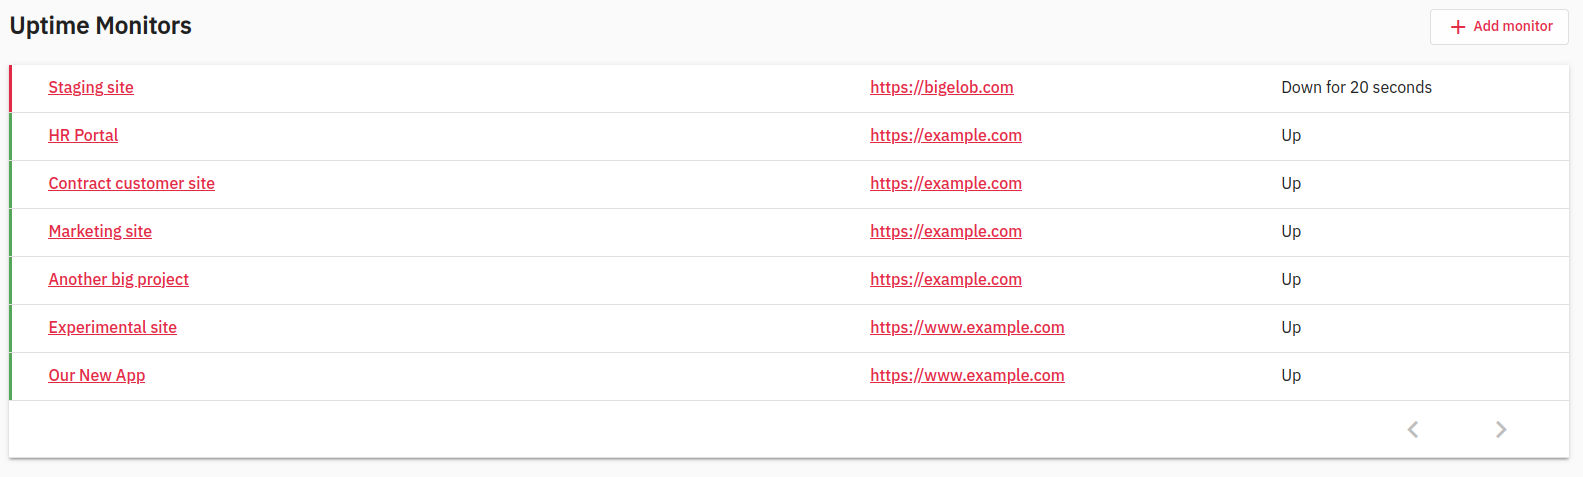 Uptime Monitors
+ Add monitor
Staging site https://bigelob.com Down for 20 seconds
HR Portal https://example.com Up
Contract customer site https://example.com Up
Marketing site https://example.com Up
Another big project https://example.com Up
Experimental site https://www.example.com Up
Our New App https://www.example.com Up